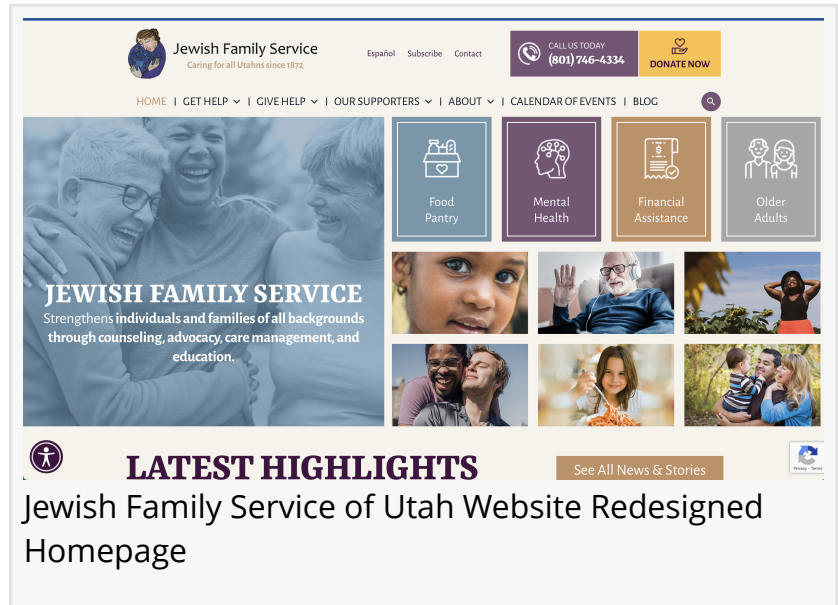 Jewish Family Service
Caring for all Utahns since 1872
Español Subscribe Contact
CALL US TODAY
(801) 746-4334
DONATE NOW
HOME | GET HELP | GIVE HELP | OUR SUPPORTERS | ABOUT | CALENDAR OF EVENTS | BLOG
Food
Pantry
Mental
Health
Financial
Assistance
Older
Adults
JEWISH FAMILY SERVICE
Strengthens individuals and families of all backgrounds
through counseling, advocacy, care management, and
education.
LATEST HIGHLIGHTS
See All News & Stories
Privacy - Terms
Jewish Family Service of Utah Website Redesigned
Homepage